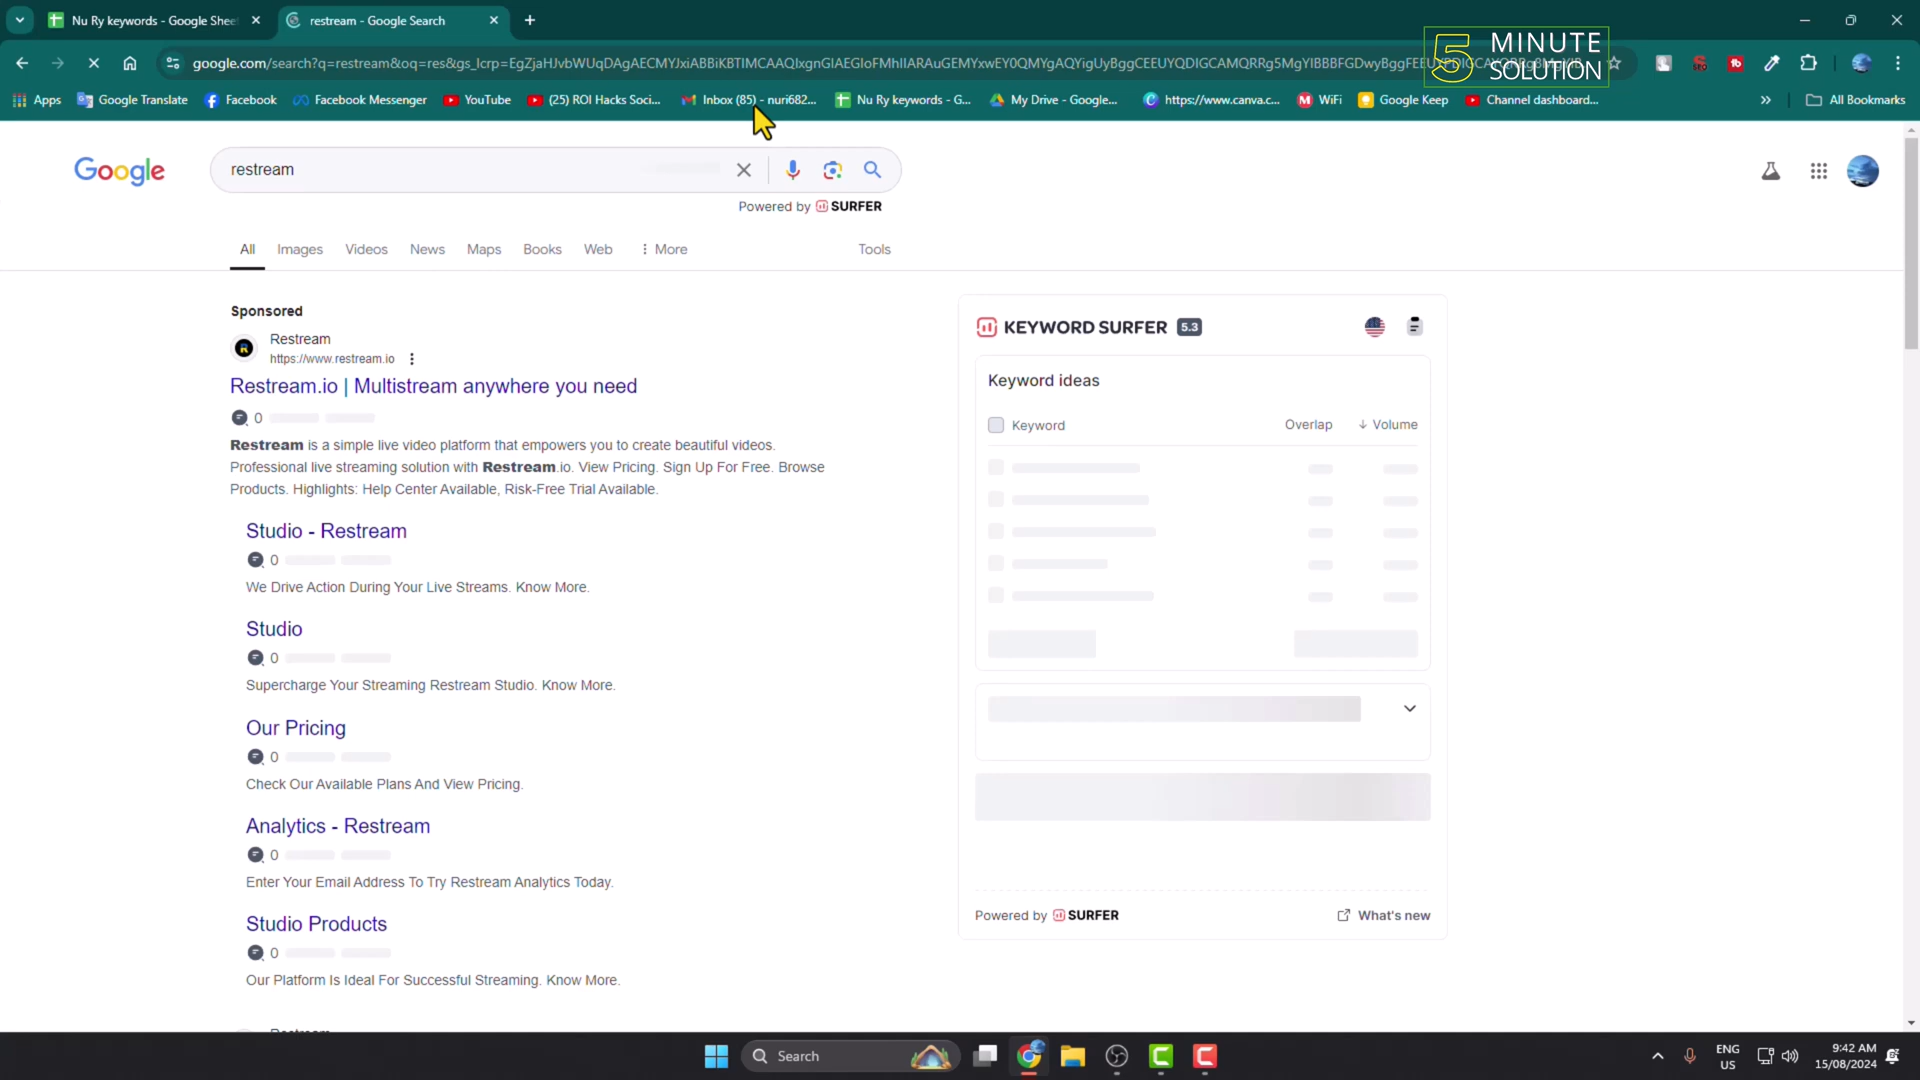 Nu Ry keywords - Google Shee
restream - Google Search
google.com/search?q=restream&oq=res&gs_lcrp=
5 MINUTE SOLUTION
Apps
Google Translate
Facebook
Facebook Messenger
YouTube
(25) ROI Hacks Soci...
Inbox (85) - nuri682...
Nu Ry keywords - G...
My Drive - Google...
https://www.canva.c...
WiFi
Google Keep
Channel dashboard...
All Bookmarks
Google
restream
Powered by SURFER
All
Images
Videos
News
Maps
Books
Web
More
Tools
Sponsored
Restream
https://www.restream.io
Restream.io | Multistream anywhere you need
0
Restream is a simple live video platform that empowers you to create beautiful videos.
Professional live streaming solution with Restream.io. View Pricing. Sign Up For Free. Browse
Products. Highlights: Help Center Available, Risk-Free Trial Available.
Studio - Restream
0
We Drive Action During Your Live Streams. Know More.
Studio
0
Supercharge Your Streaming Restream Studio. Know More.
Our Pricing
0
Check Our Available Plans And View Pricing.
Analytics - Restream
0
Enter Your Email Address To Try Restream Analytics Today.
Studio Products
0
Our Platform Is Ideal For Successful Streaming. Know More.
KEYWORD SURFER 5.3
Keyword ideas
Keyword
Overlap
Volume
Powered by SURFER
What's new
Search
ENG
US
9:42 AM
15/08/2024